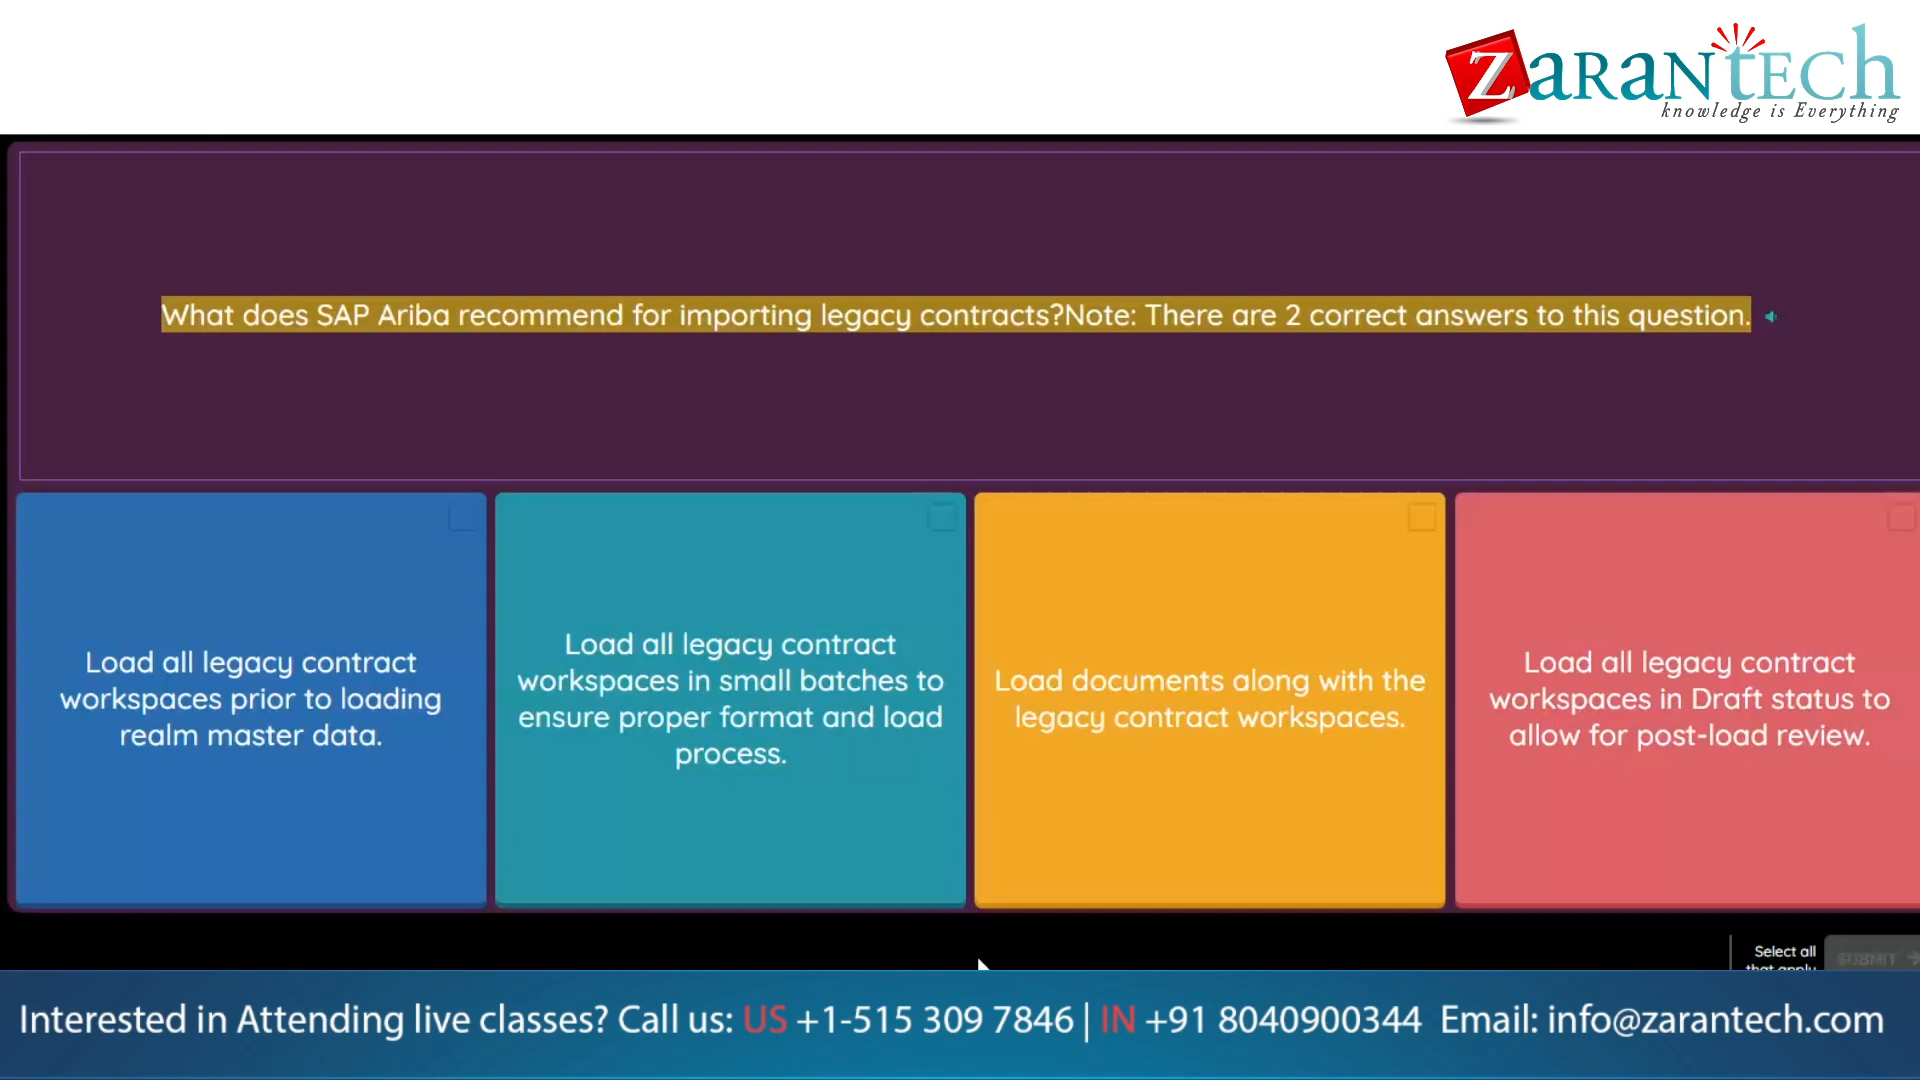 ZaranTech
knowledge is Everything
What does SAP Ariba recommend for importing legacy contracts?Note: There are 2 correct answers to this question.
Load all legacy contract
workspaces prior to loading
realm master data.
Load all legacy contract
workspaces in small batches to
ensure proper format and load
process.
Load documents along with the
legacy contract workspaces.
Load all legacy contract
workspaces in Draft status to
allow for post-load review.
Select all
that apply
SUBMIT
Interested in Attending live classes? Call us: US +1-515 309 7846 | IN +91 8040900344 Email: info@zarantech.com